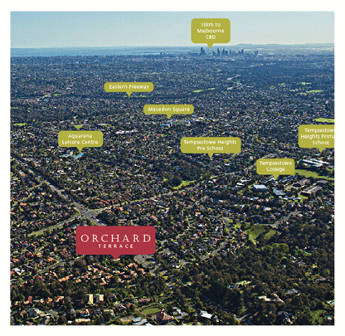 15km to
Melbourne
CBD
Eastern Freeway
Macedon Square
Aquarena
Leisure Centre
Templestowe Heights
Pre School
Templestowe
Heights Primary
School
Templestowe
College
ORCHARD
TERRACE